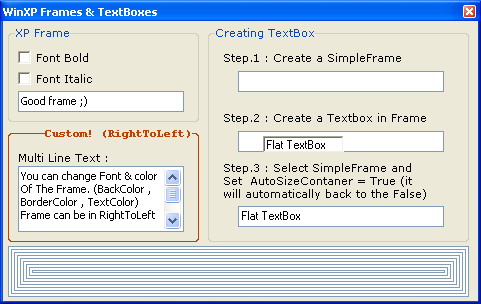 WinXP Frames & TextBoxes
XP Frame
Font Bold
Font Italic
Good frame ;)
Custom! (RightToLeft)
Multi Line Text :
You can change Font & color
Of The Frame. (BackColor ,
BorderColor , TextColor)
Frame can be in RightToLeft
Creating TextBox
Step.1 : Create a SimpleFrame
Step.2 : Create a Textbox in Frame
Flat TextBox
Step.3 : Select SimpleFrame and
Set AutoSizeContaner = True (it
will automatically back to the False)
Flat TextBox